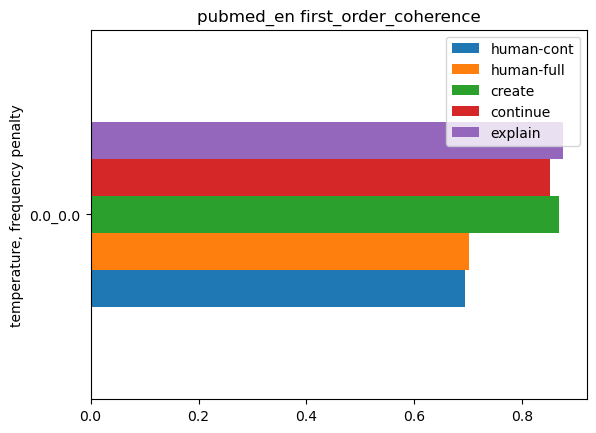 pubmed_en first_order_coherence
human-cont
human-full
create
continue
explain
temperature, frequency penalty
0.0_0.0
0.0
0.2
0.4
0.6
0.8